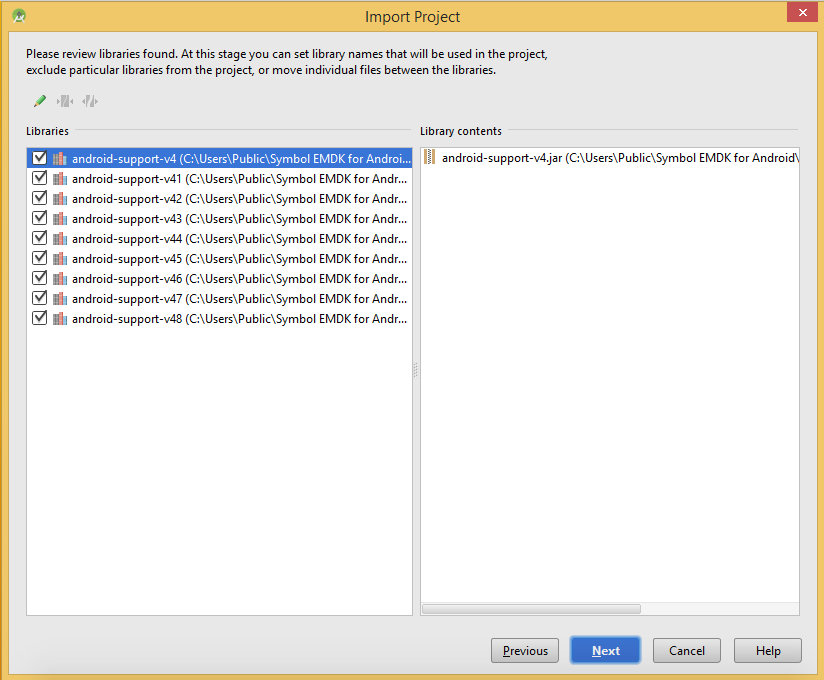 Import Project
Please review libraries found. At this stage you can set library names that will be used in the project,
exclude particular libraries from the project, or move individual files between the libraries.
Libraries
android-support-v4 (C:\Users\Public\Symbol EMDK for Androi...
android-support-v41 (C:\Users\Public\Symbol EMDK for Andr...
android-support-v42 (C:\Users\Public\Symbol EMDK for Andr...
android-support-v43 (C:\Users\Public\Symbol EMDK for Andr...
android-support-v44 (C:\Users\Public\Symbol EMDK for Andr...
android-support-v45 (C:\Users\Public\Symbol EMDK for Andr...
android-support-v46 (C:\Users\Public\Symbol EMDK for Andr...
android-support-v47 (C:\Users\Public\Symbol EMDK for Andr...
android-support-v48 (C:\Users\Public\Symbol EMDK for Andr...
Library contents
android-support-v4.jar (C:\Users\Public\Symbol EMDK for Android\
Previous
Next
Cancel
Help